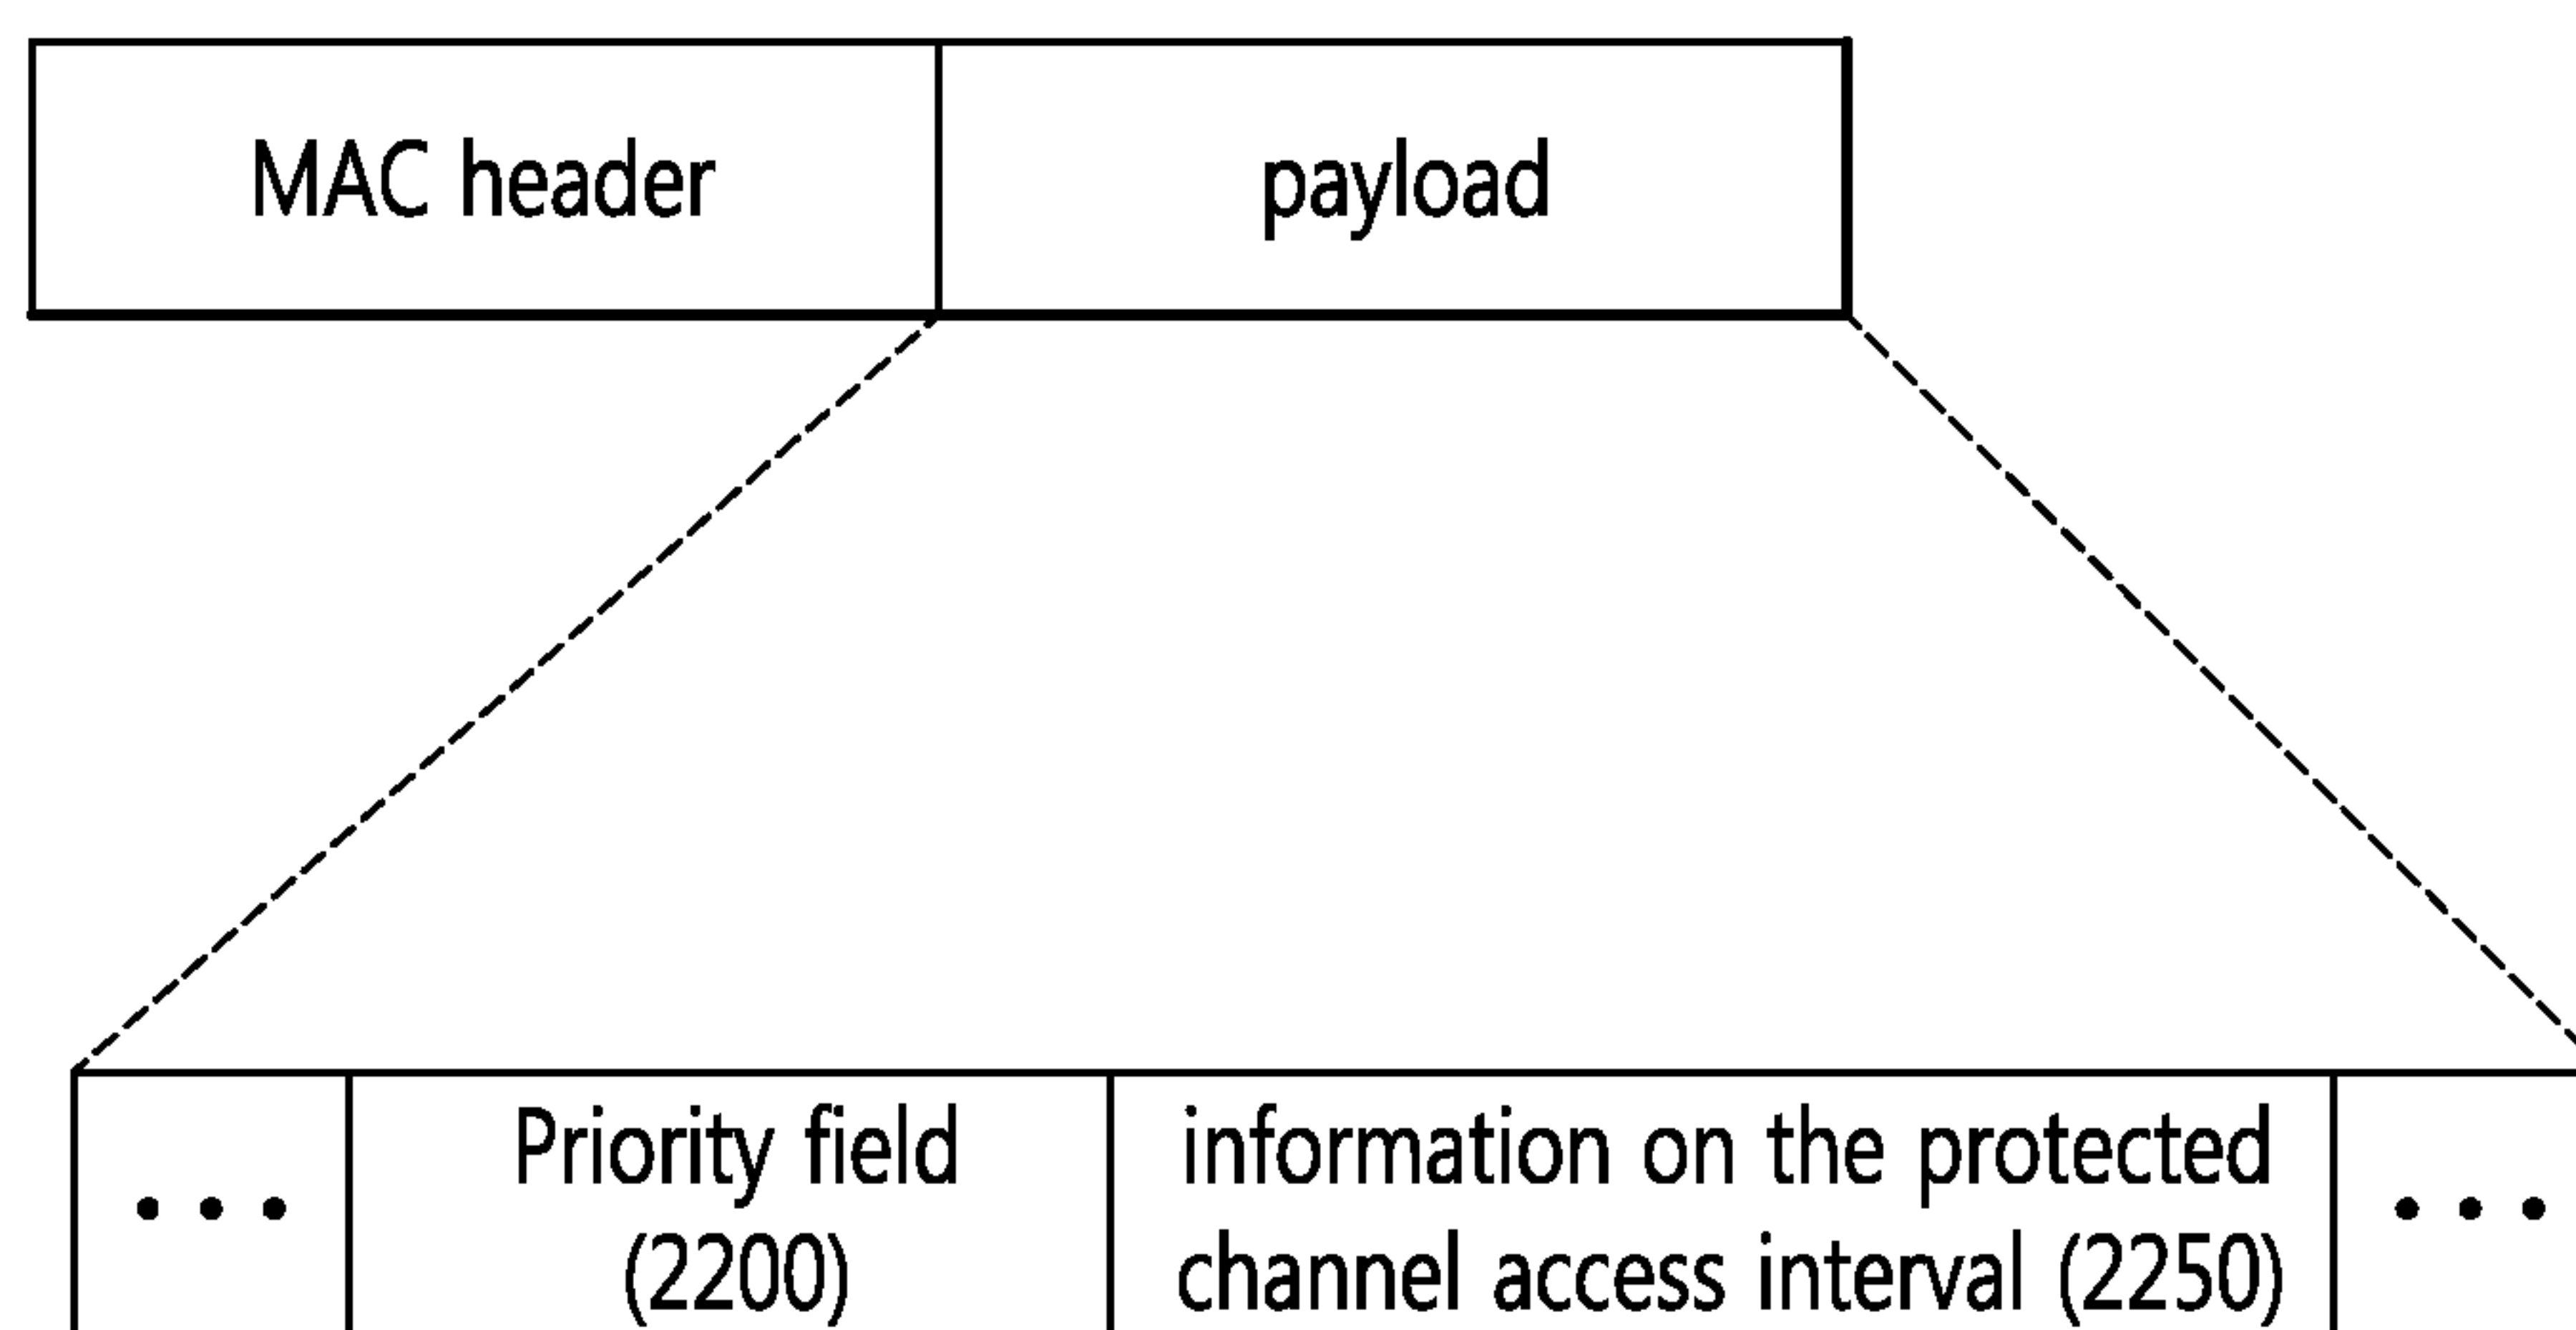 MAC header
payload
• • •
Priority field
(2200)
information on the protected
channel access interval (2250)
• • •